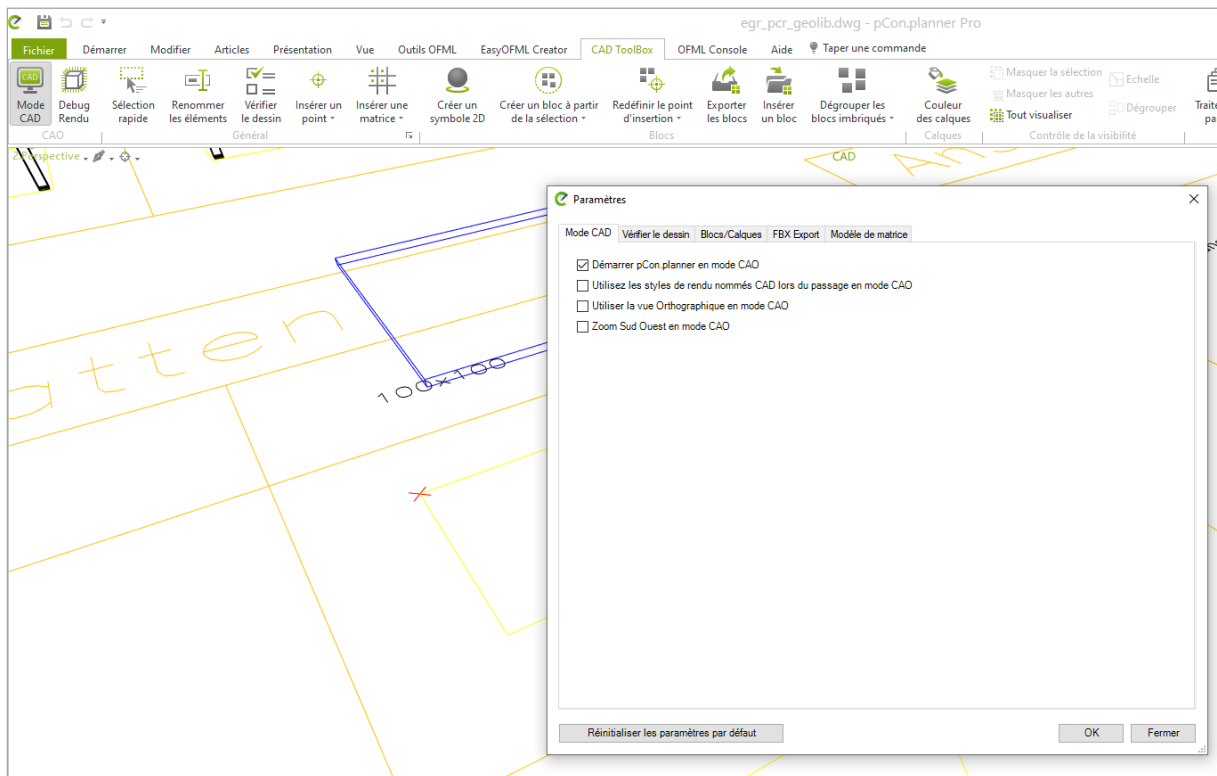 egr_pcr_geolib.dwg - pCon.planner Pro
Fichier Démarrer Modifier Articles Présentation Vue Outils OFML EasyOFML Creator CAD ToolBox OFML Console Aide Taper une commande
CAD
Mode CAD
Debug Rendu
Sélection rapide
Renommer les éléments
Vérifier le dessin
Insérer un point
Insérer une matrice
Créer un symbole 2D
Créer un bloc à partir de la sélection
Redéfinir le point d'insertion
Exporter les blocs
Insérer un bloc
Dégrouper les blocs imbriqués
Couleur des calques
Masquer la sélection
Masquer les autres
Tout visualiser
Echelle
Dégrouper
CAO Général Blocs Calques Contrôle de la visibilité
Perspective
CAD
atten
100x100
Paramètres
Mode CAD Vérifier le dessin Blocs/Calques FBX Export Modèle de matrice
Démarrer pCon.planner en mode CAO
Utilisez les styles de rendu nommés CAD lors du passage en mode CAO
Utiliser la vue Orthographique en mode CAO
Zoom Sud Ouest en mode CAO
Réinitialiser les paramètres par défaut OK Fermer